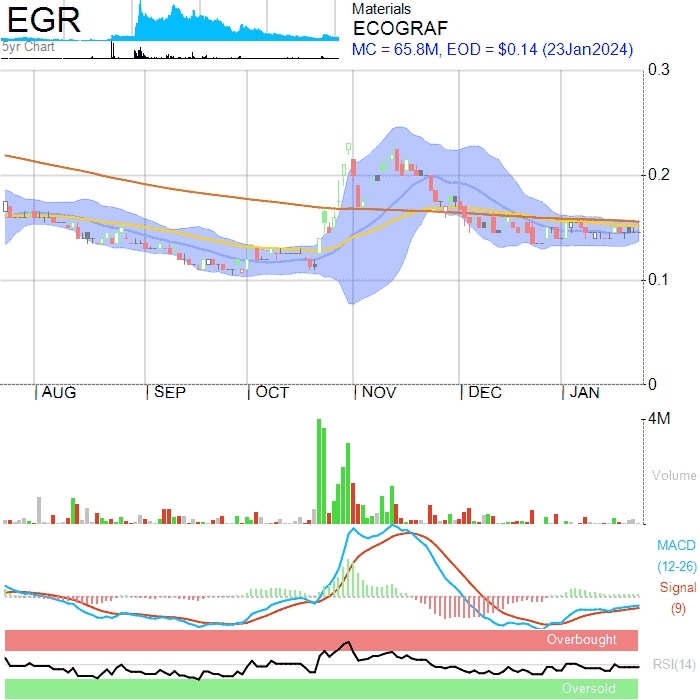 EGR
5yr Chart
Materials
ECOGRAF
MC = 65.8M, EOD = $0.14 (23Jan2024)
0.3
0.2
0.1
0
AUG SEP OCT NOV DEC JAN
4M
Volume
MACD
(12-26)
Signal
(9)
Overbought
RSI(14)
Oversold